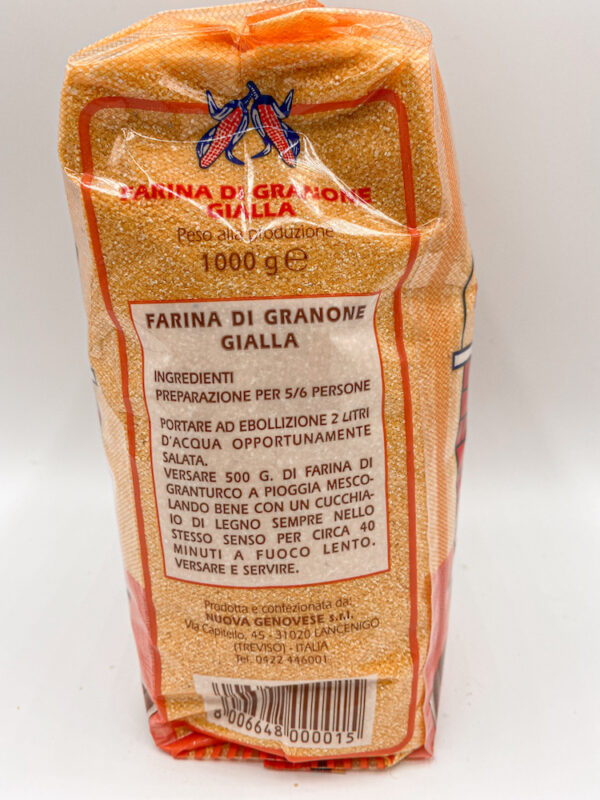 FARINA DI GRANONE
GIALLA
Peso alla produzione
1000 g ℮
FARINA DI GRANONE
GIALLA
INGREDIENTI
PREPARAZIONE PER 5/6 PERSONE
PORTARE AD EBOLLIZIONE 2 LITRI
D'ACQUA OPPORTUNAMENTE
SALATA.
VERSARE 500 G. DI FARINA DI
GRANTURCO A PIOGGIA MESCO-
LANDO BENE CON UN CUCCHIA-
IO DI LEGNO SEMPRE NELLO
STESSO SENSO PER CIRCA 40
MINUTI A FUOCO LENTO.
VERSARE E SERVIRE.
Prodotta e confezionata da:
NUOVA GENOVESE s.r.l.
Via Capitello, 45 - 31020 LANCENIGO
(TREVISO) - ITALIA
Tel. 0422 446001
8 006648 000015